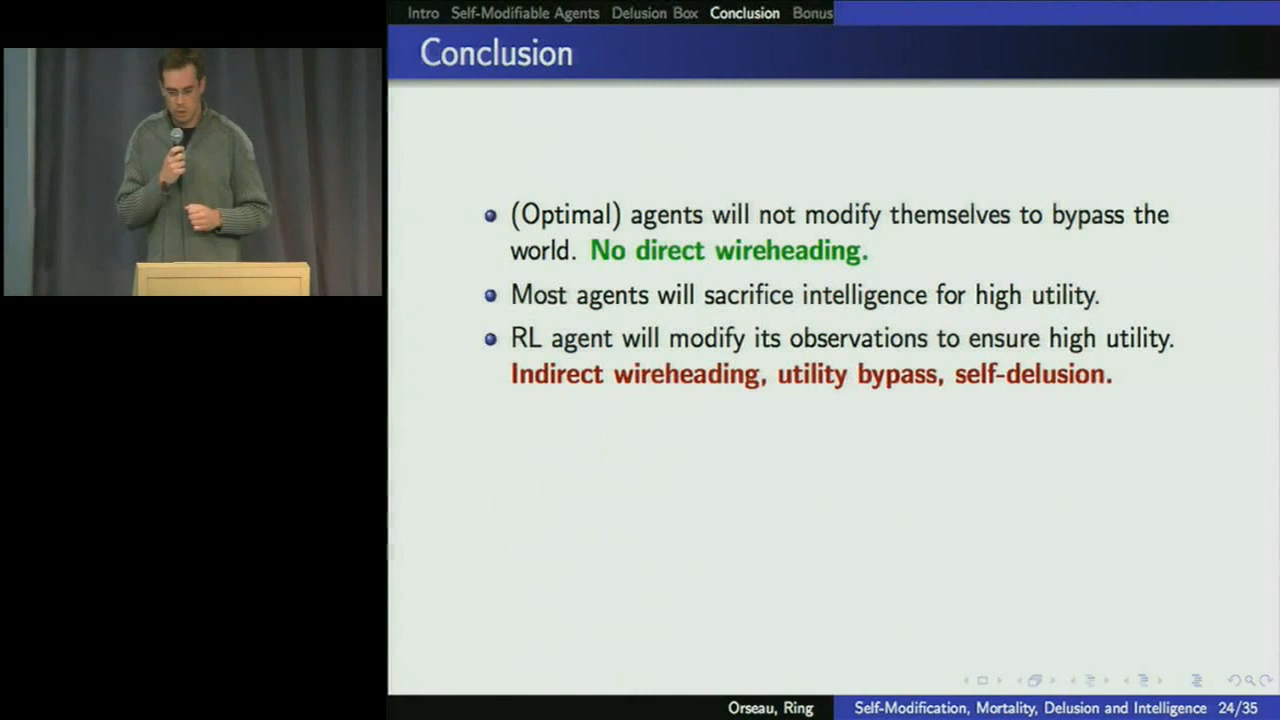 Intro Self-Modifiable Agents Delusion Box Conclusion Bonus
Conclusion
(Optimal) agents will not modify themselves to bypass the
world. No direct wireheading.
Most agents will sacrifice intelligence for high utility.
RL agent will modify its observations to ensure high utility.
Indirect wireheading, utility bypass, self-delusion.
Orseau, Ring Self-Modification, Mortality, Delusion and Intelligence 24/35